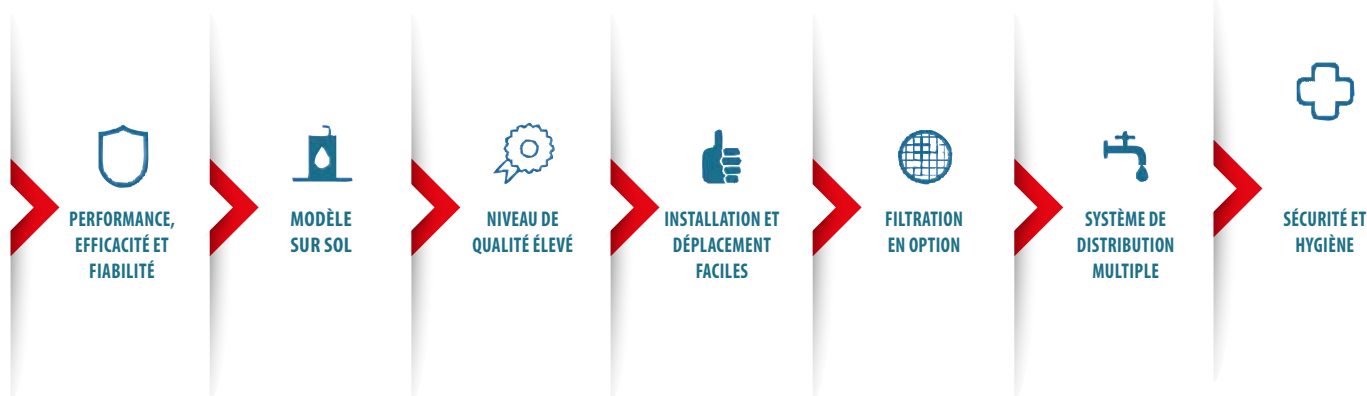 PERFORMANCE,
EFFICACITÉ ET
FIABILITÉ
MODÈLE
SUR SOL
NIVEAU DE
QUALITÉ ÉLEVÉ
INSTALLATION ET
DÉPLACEMENT
FACILES
FILTRATION
EN OPTION
SYSTÈME DE
DISTRIBUTION
MULTIPLE
SÉCURITÉ ET
HYGIÈNE